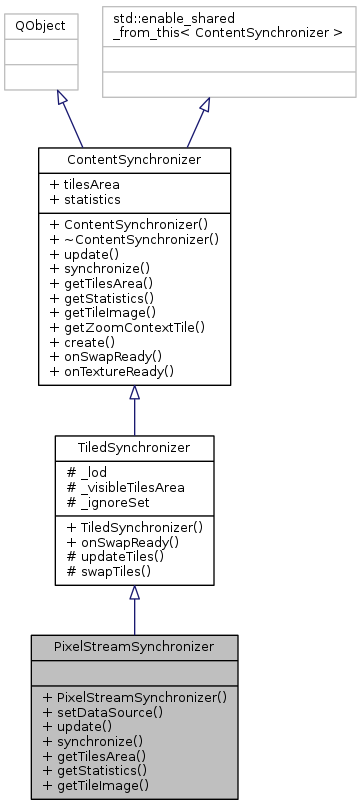 QObject
std::enable_shared
_from_this< ContentSynchronizer >
ContentSynchronizer
+ tilesArea
+ statistics
+ ContentSynchronizer()
+ ~ContentSynchronizer()
+ update()
+ synchronize()
+ getTilesArea()
+ getStatistics()
+ getTileImage()
+ getZoomContextTile()
+ create()
+ onSwapReady()
+ onTextureReady()
TiledSynchronizer
# _lod
# _visibleTilesArea
# _ignoreSet
+ TiledSynchronizer()
+ onSwapReady()
# updateTiles()
# swapTiles()
PixelStreamSynchronizer
+ PixelStreamSynchronizer()
+ setDataSource()
+ update()
+ synchronize()
+ getTilesArea()
+ getStatistics()
+ getTileImage()